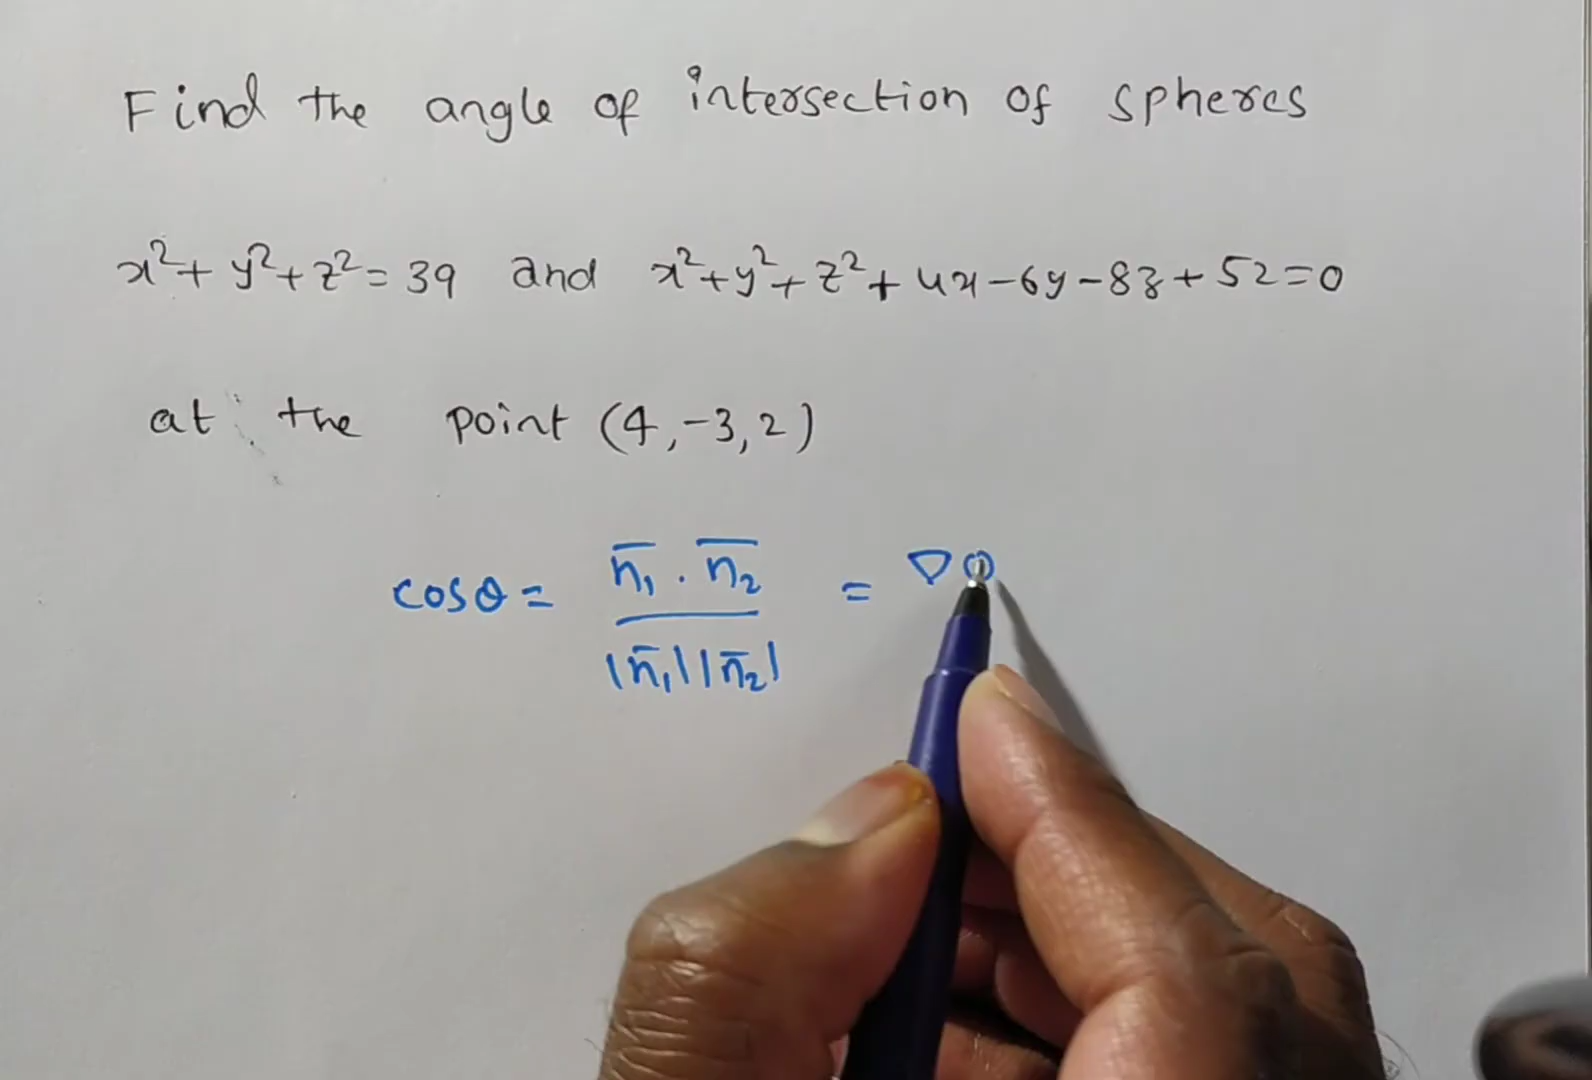 Find the angle of intersection of spheres
x²+ y²+z²= 39 and x²+y²+z²+4x-6y-8z+52=0
at the point (4,-3,2)
cosθ = n̅₁ . n̅₂ / |n̅₁||n̅₂| = ∇